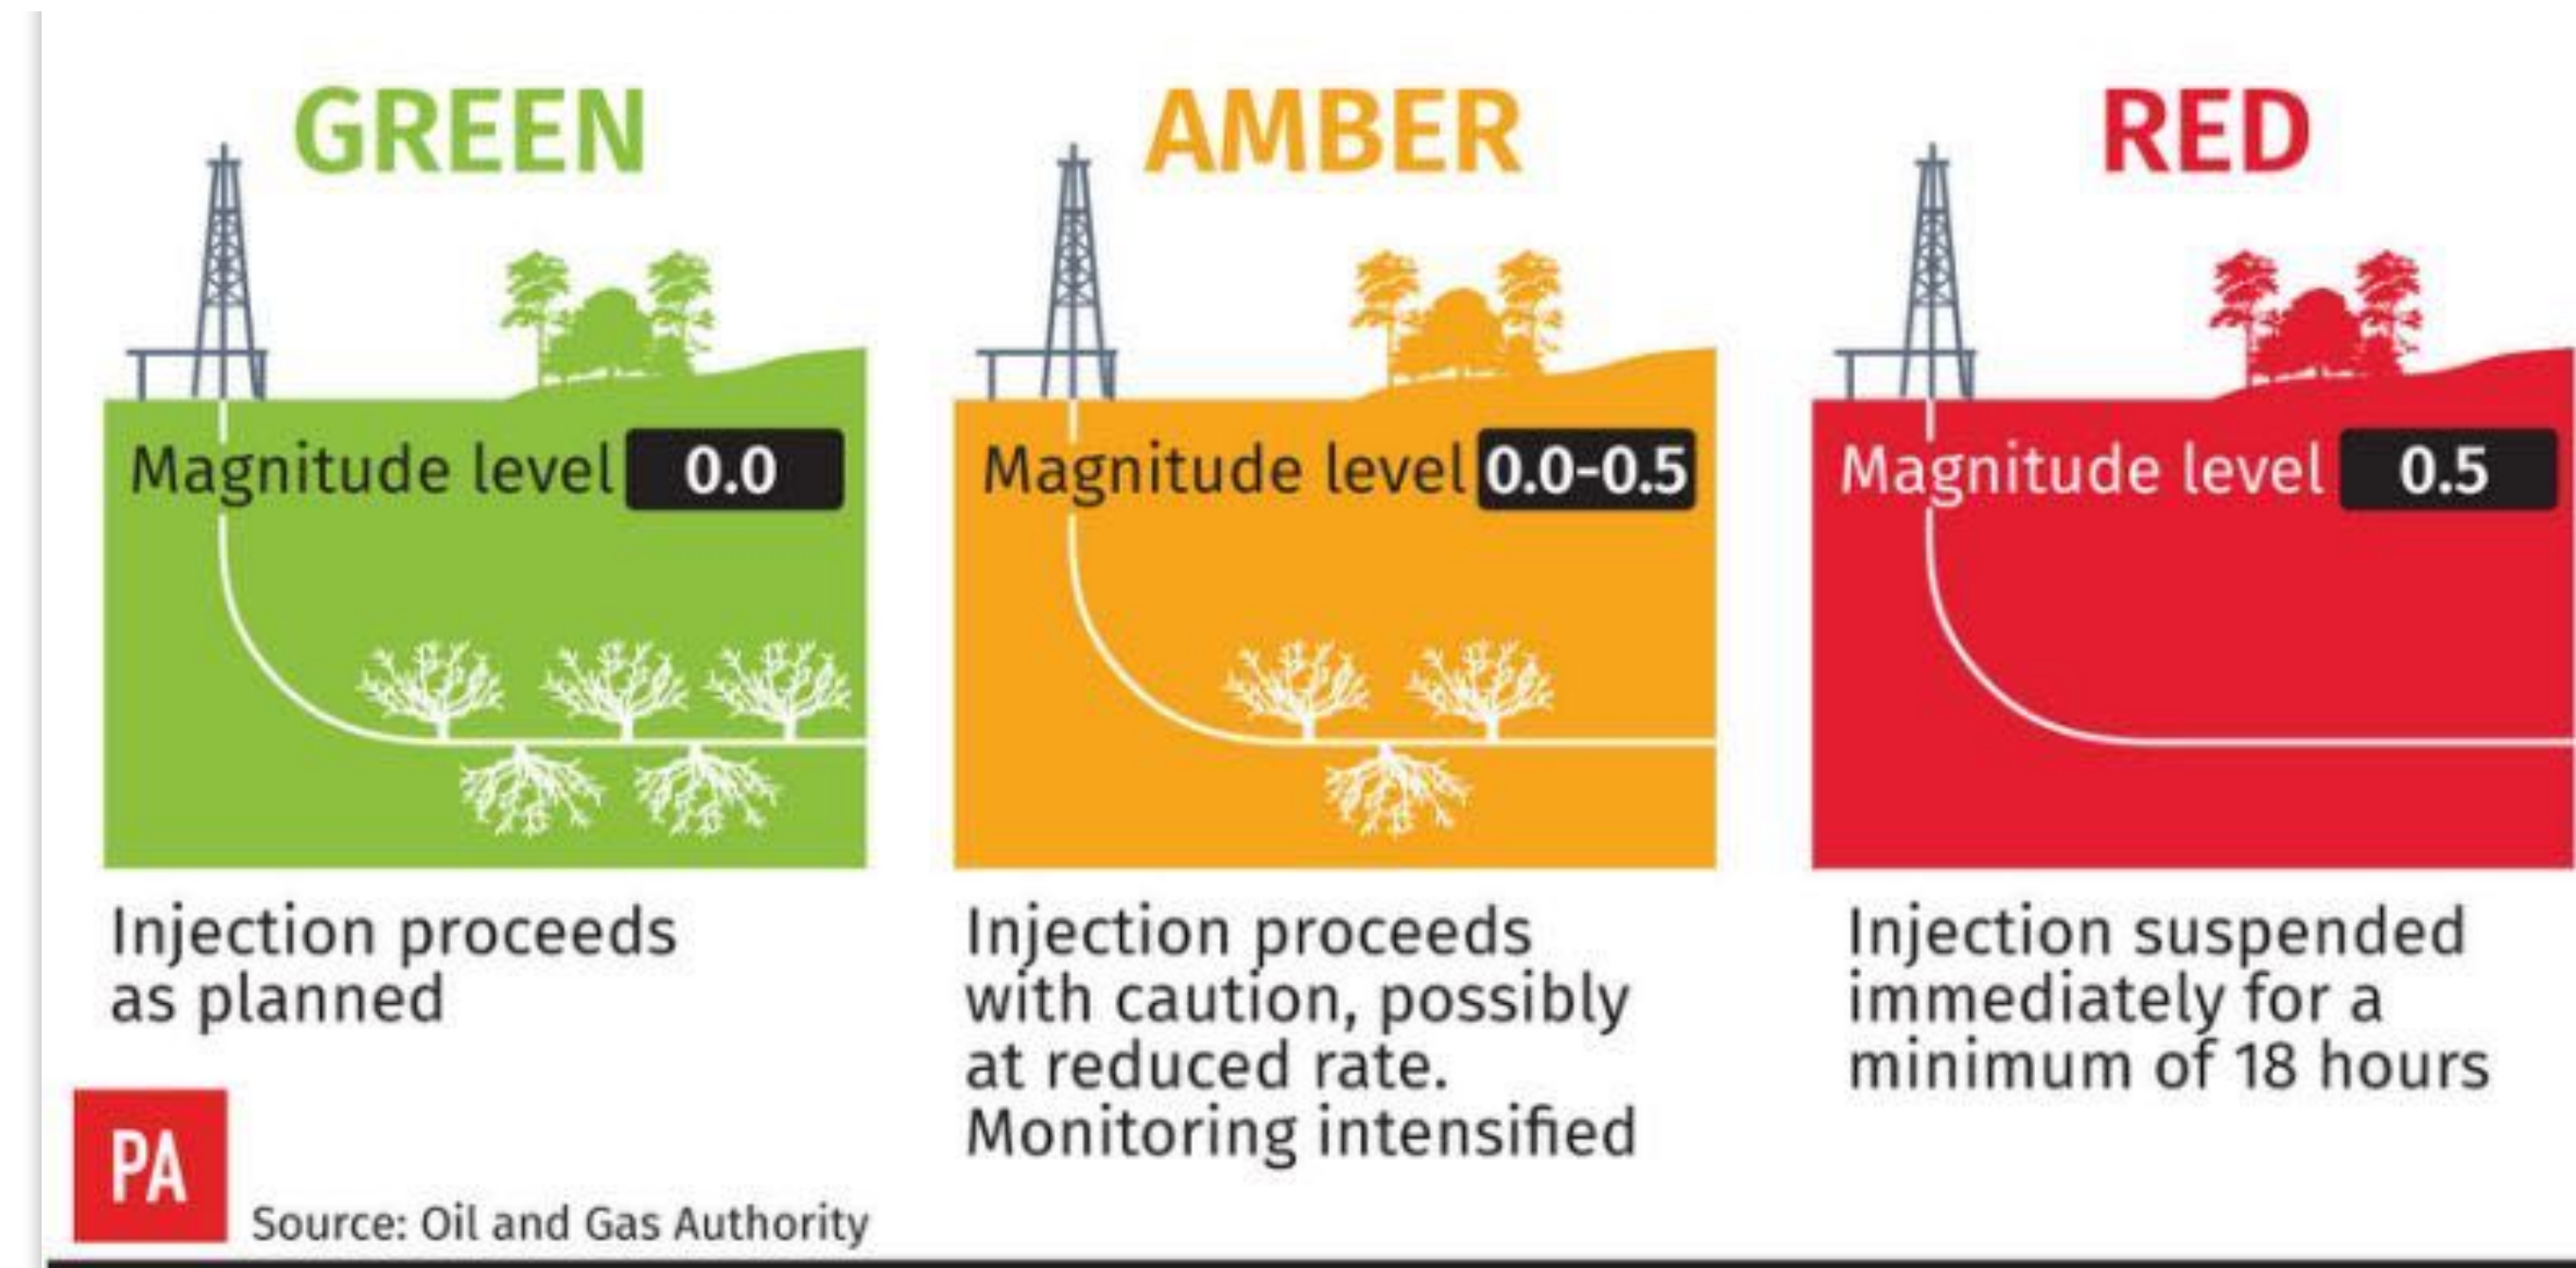 GREEN
Magnitude level 0.0
Injection proceeds
as planned
AMBER
Magnitude level 0.0-0.5
Injection proceeds
with caution, possibly
at reduced rate.
Monitoring intensified
RED
Magnitude level 0.5
Injection suspended
immediately for a
minimum of 18 hours
PA
Source: Oil and Gas Authority